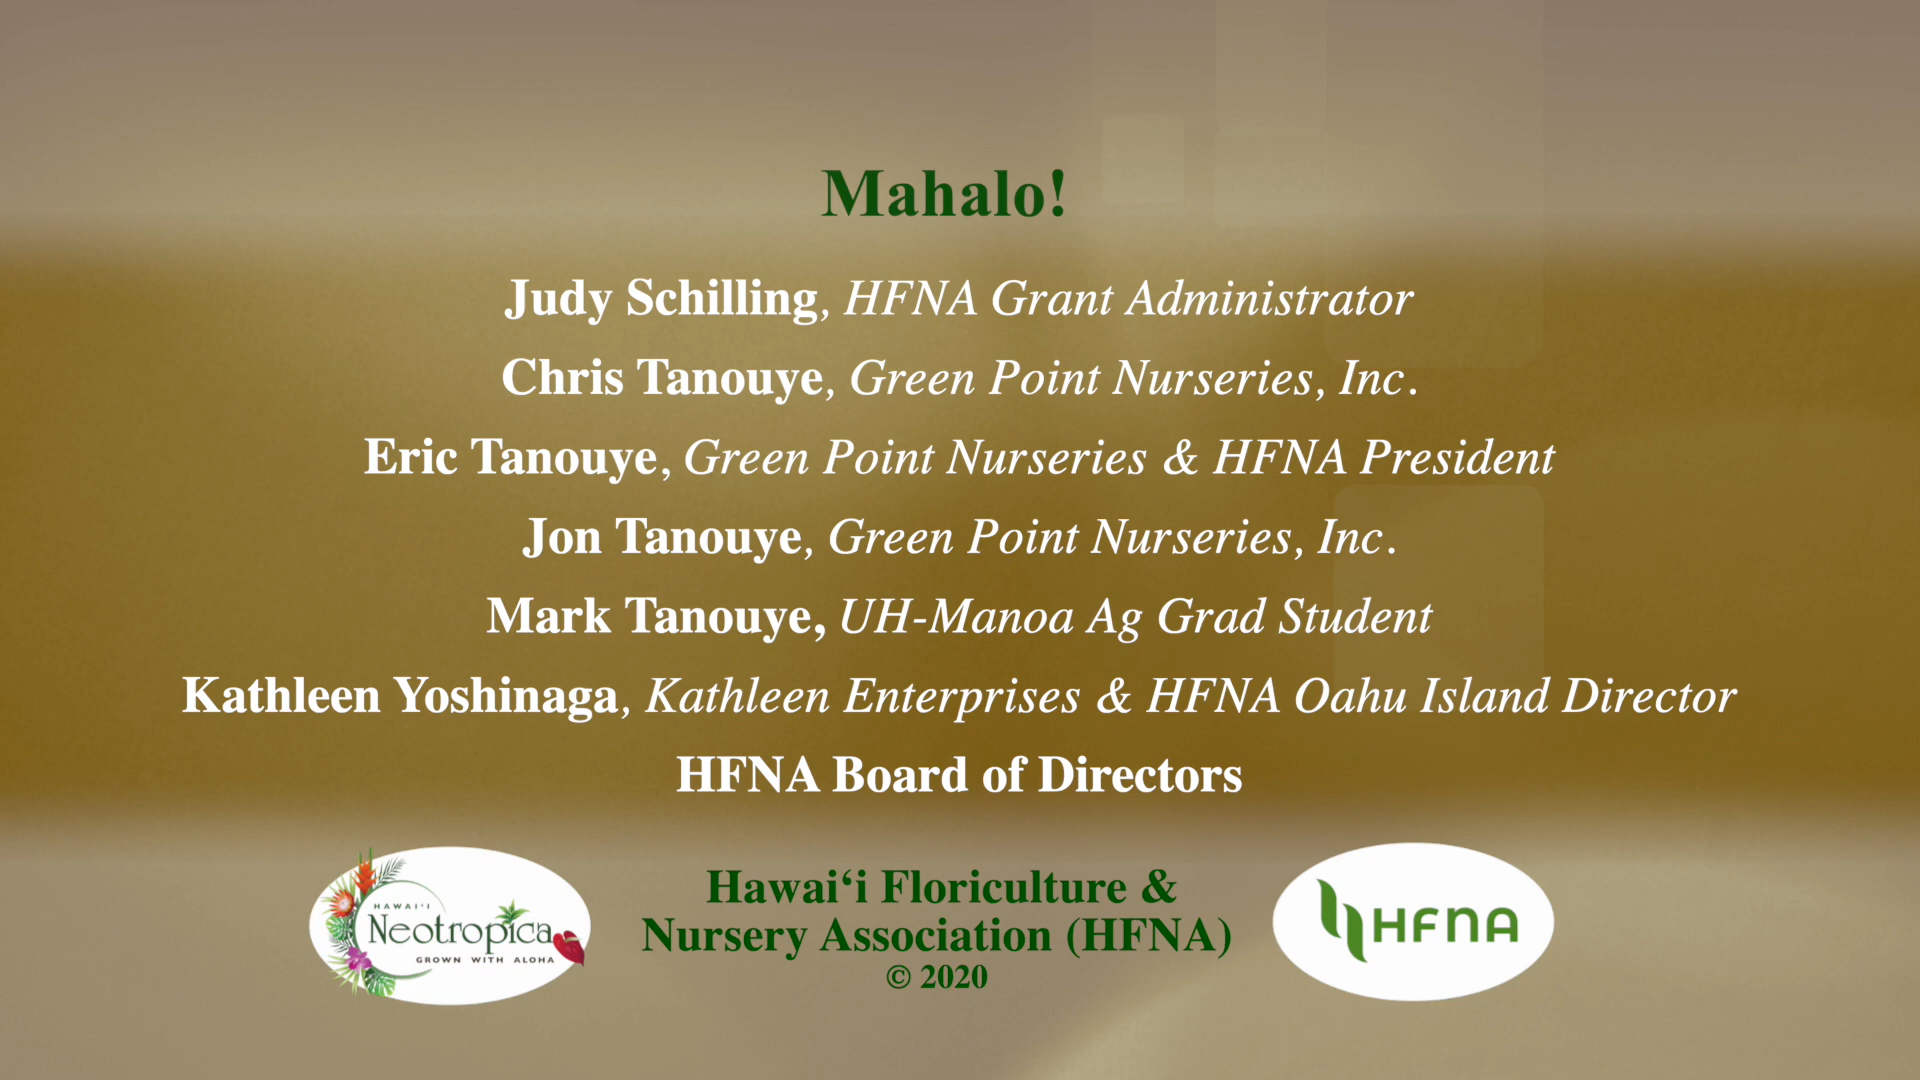 Mahalo!
Judy Schilling, HFNA Grant Administrator
Chris Tanouye, Green Point Nurseries, Inc.
Eric Tanouye, Green Point Nurseries & HFNA President
Jon Tanouye, Green Point Nurseries, Inc.
Mark Tanouye, UH-Manoa Ag Grad Student
Kathleen Yoshinaga, Kathleen Enterprises & HFNA Oahu Island Director
HFNA Board of Directors
HAWAI'I
Neotropica
GROWN WITH ALOHA
Hawai‘i Floriculture &
Nursery Association (HFNA)
© 2020
HFNA